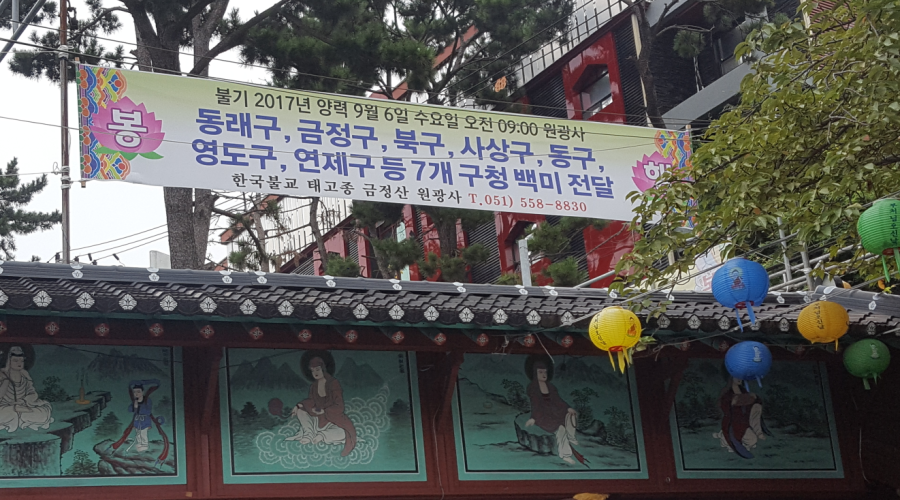 봉
불기 2017년 양력 9월 6일 수요일 오전 09:00 원광사
동래구, 금정구, 북구, 사상구, 동구,
영도구, 연제구 등 7개 구청 백미 전달
한국불교 태고종 금정산 원광사 T.051) 558-8830